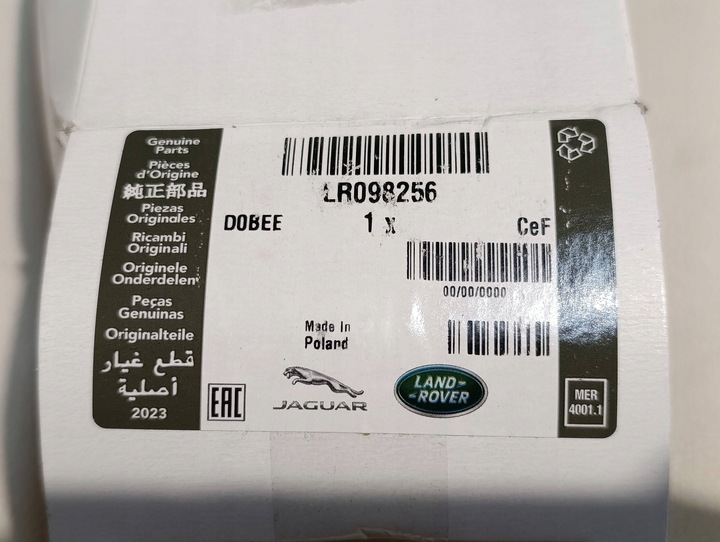 Genuine
Parts
Pièces
d'Origine
純正部品
Piezas
Originales
Ricambi
Originali
Originele
Onderdelen
Peças
Genuinas
Originalteile
قطع غيار
أصلية
2023
LR098256
DOBEE 1 x CeF
00/00/0000
Made In
Poland
EAC
JAGUAR
LAND-
-ROVER
MER
4001.1